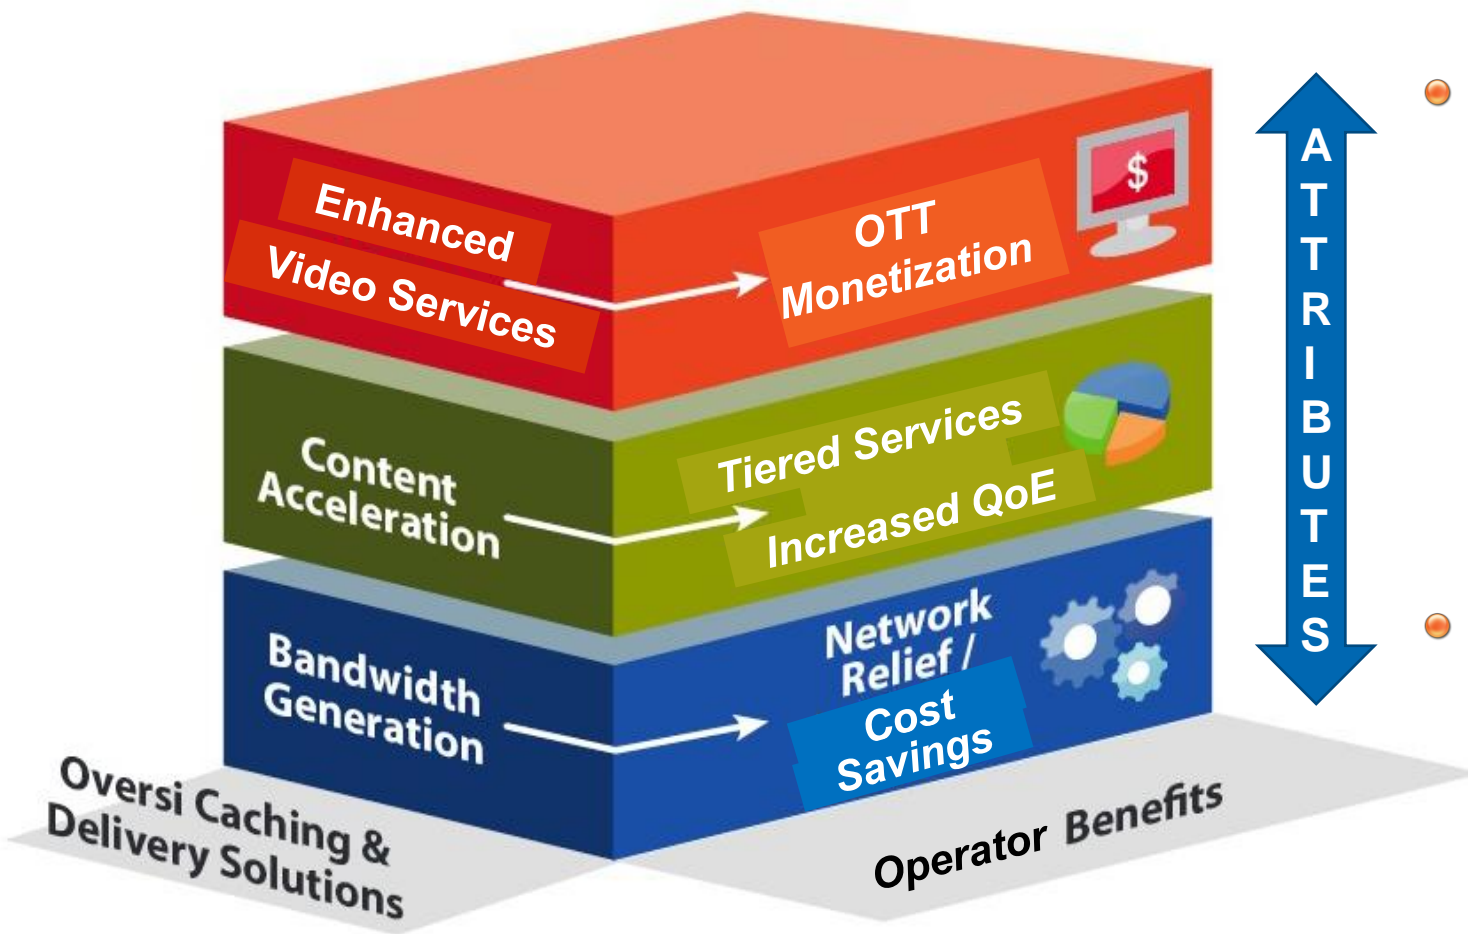 Enhanced
Video Services
OTT
Monetization
$
Content
Acceleration
Tiered Services
Increased QoE
Bandwidth
Generation
Network
Relief /
Cost
Savings
Oversi Caching &
Delivery Solutions
Operator Benefits
ATTRIBUTES